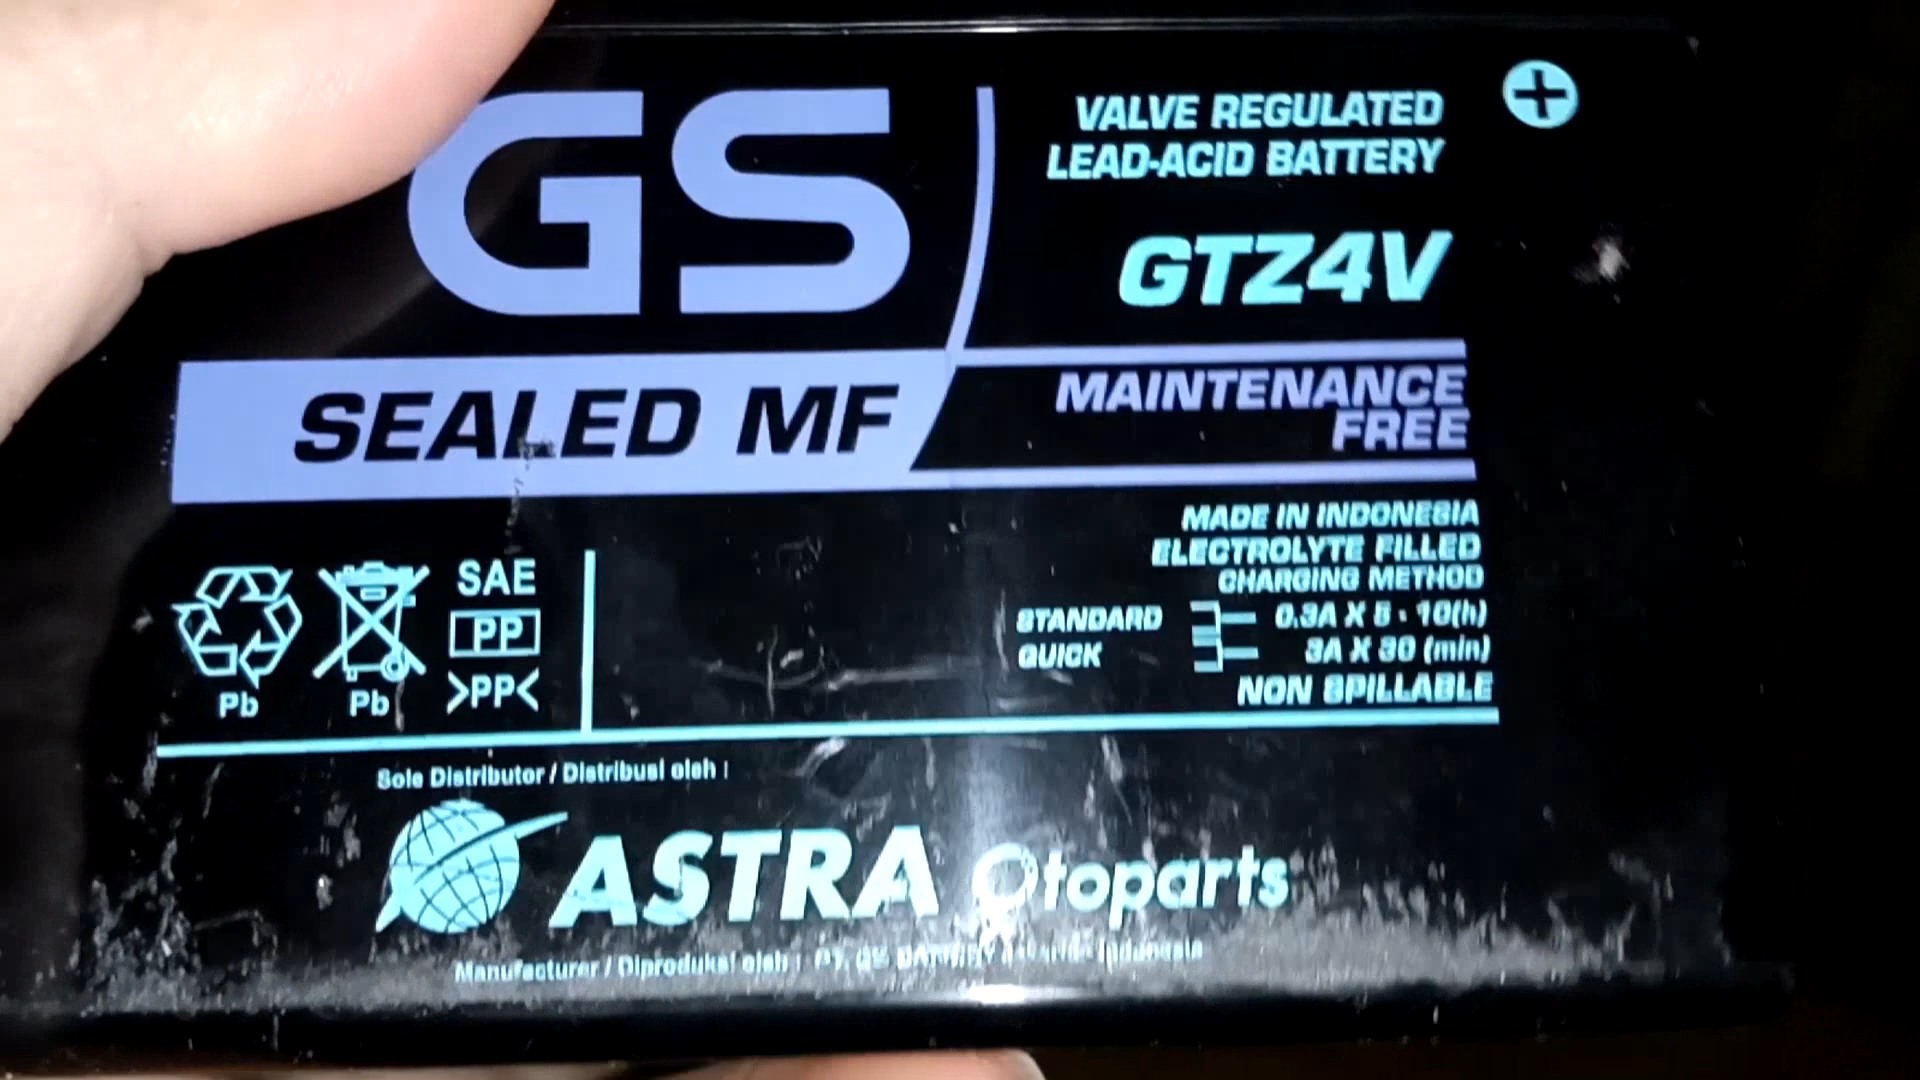 GS
VALVE REGULATED
LEAD-ACID BATTERY
GTZ4V
SEALED MF
MAINTENANCE
FREE
MADE IN INDONESIA
ELECTROLYTE FILLED
CHARGING METHOD
STANDARD 0.3A X 5 - 10(h)
QUICK 3A X 30 (min)
NON SPILLABLE
SAE
PP
>PP<
Pb Pb
Sole Distributor / Distribusi oleh :
ASTRA Otoparts
Manufacturer / Diproduksi oleh : PT. GS BATTERY Indonesia